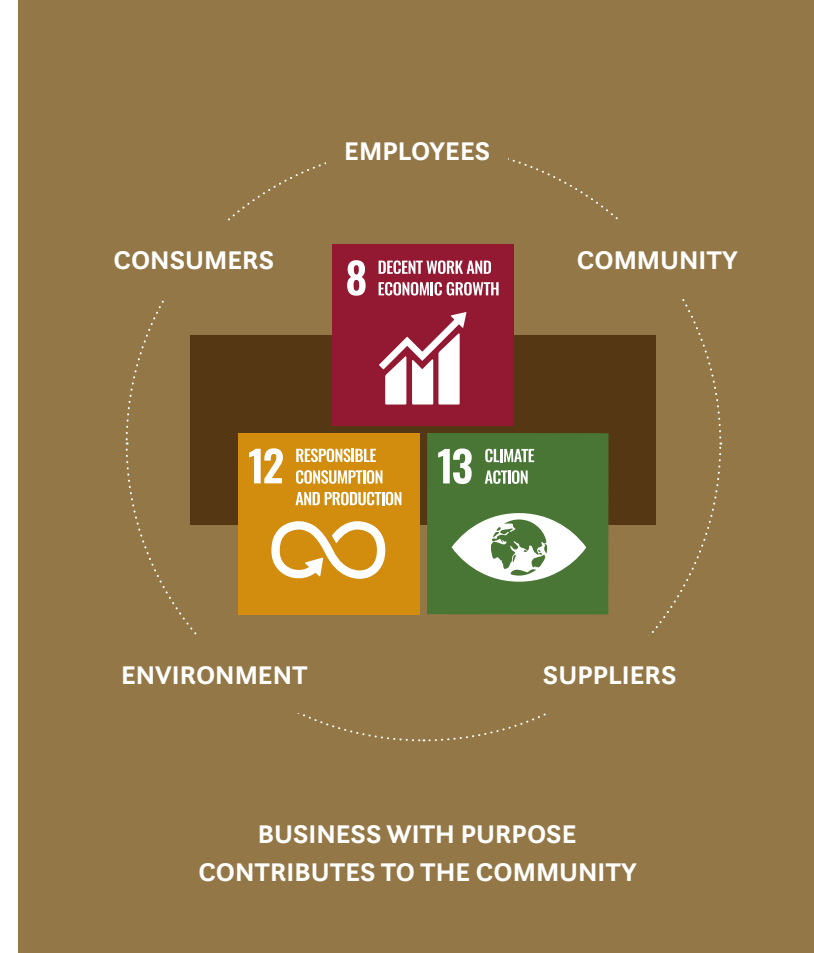 EMPLOYEES
CONSUMERS
COMMUNITY
8 DECENT WORK AND
ECONOMIC GROWTH
12 RESPONSIBLE
CONSUMPTION
AND PRODUCTION
13 CLIMATE
ACTION
ENVIRONMENT
SUPPLIERS
BUSINESS WITH PURPOSE
CONTRIBUTES TO THE COMMUNITY